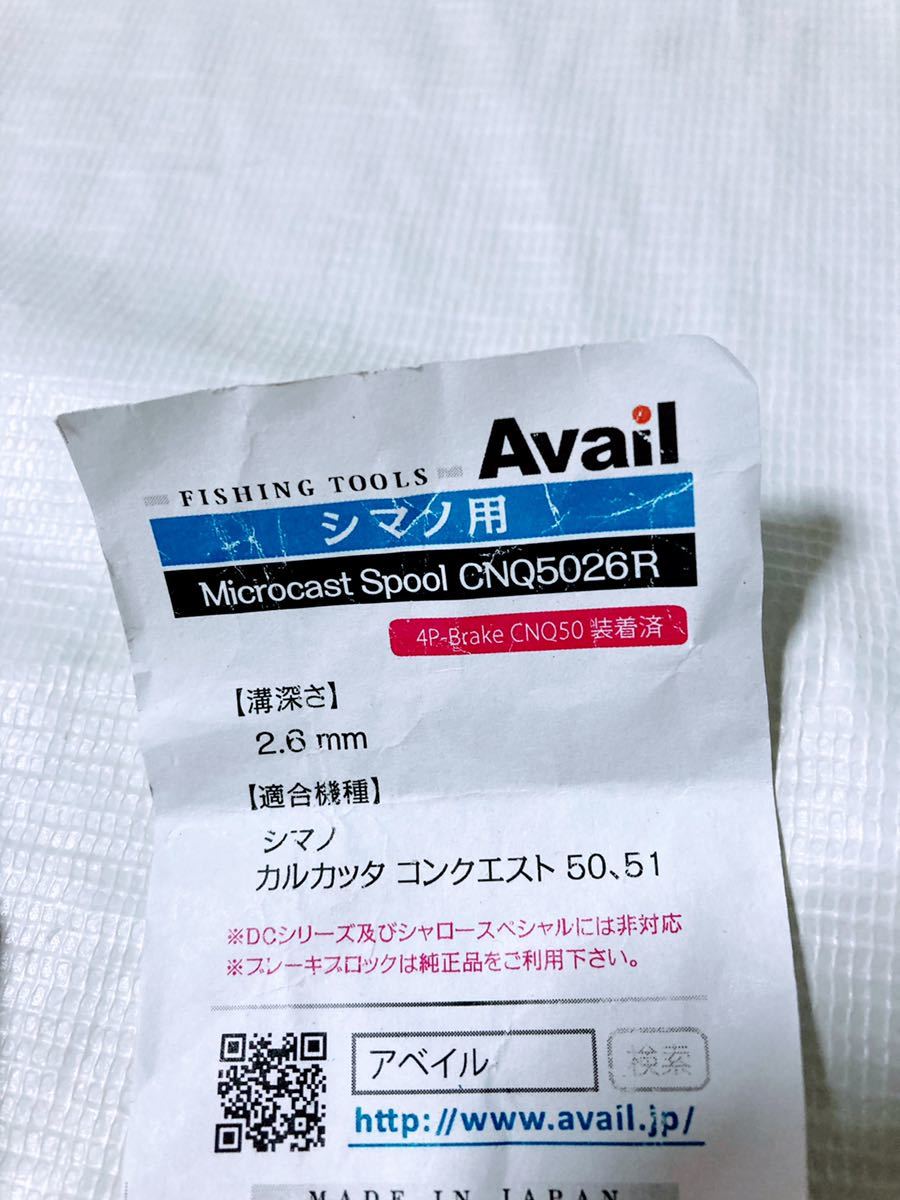 Avail
FISHING TOOLS
シマノ用
Microcast Spool CNQ5026R
4P-Brake CNQ50 装着済
【溝深さ】
2.6 mm
【適合機種】
シマノ
カルカッタ コンクエスト 50、51
※DCシリーズ及びシャロースペシャルには非対応
※ブレーキブロックは純正品をご利用下さい。
アベイル 検索
http://www.avail.jp/
MADE IN JAPAN